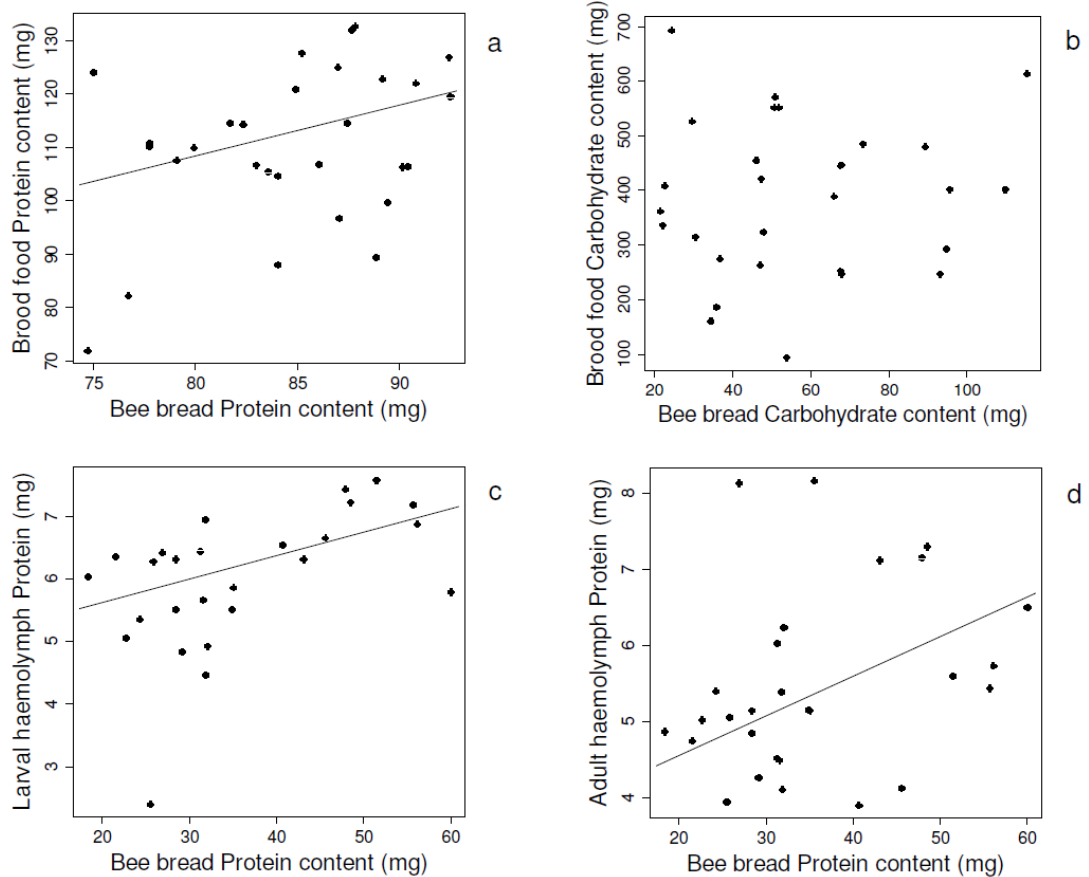 a
Brood food Protein content (mg)
70 80 90 100 110 120 130
75 80 85 90
Bee bread Protein content (mg)
b
Brood food Carbohydrate content (mg)
100 200 300 400 500 600 700
20 40 60 80 100
Bee bread Carbohydrate content (mg)
c
Larval haemolymph Protein (mg)
3 4 5 6 7
20 30 40 50 60
Bee bread Protein content (mg)
d
Adult haemolymph Protein (mg)
4 5 6 7 8
20 30 40 50 60
Bee bread Protein content (mg)